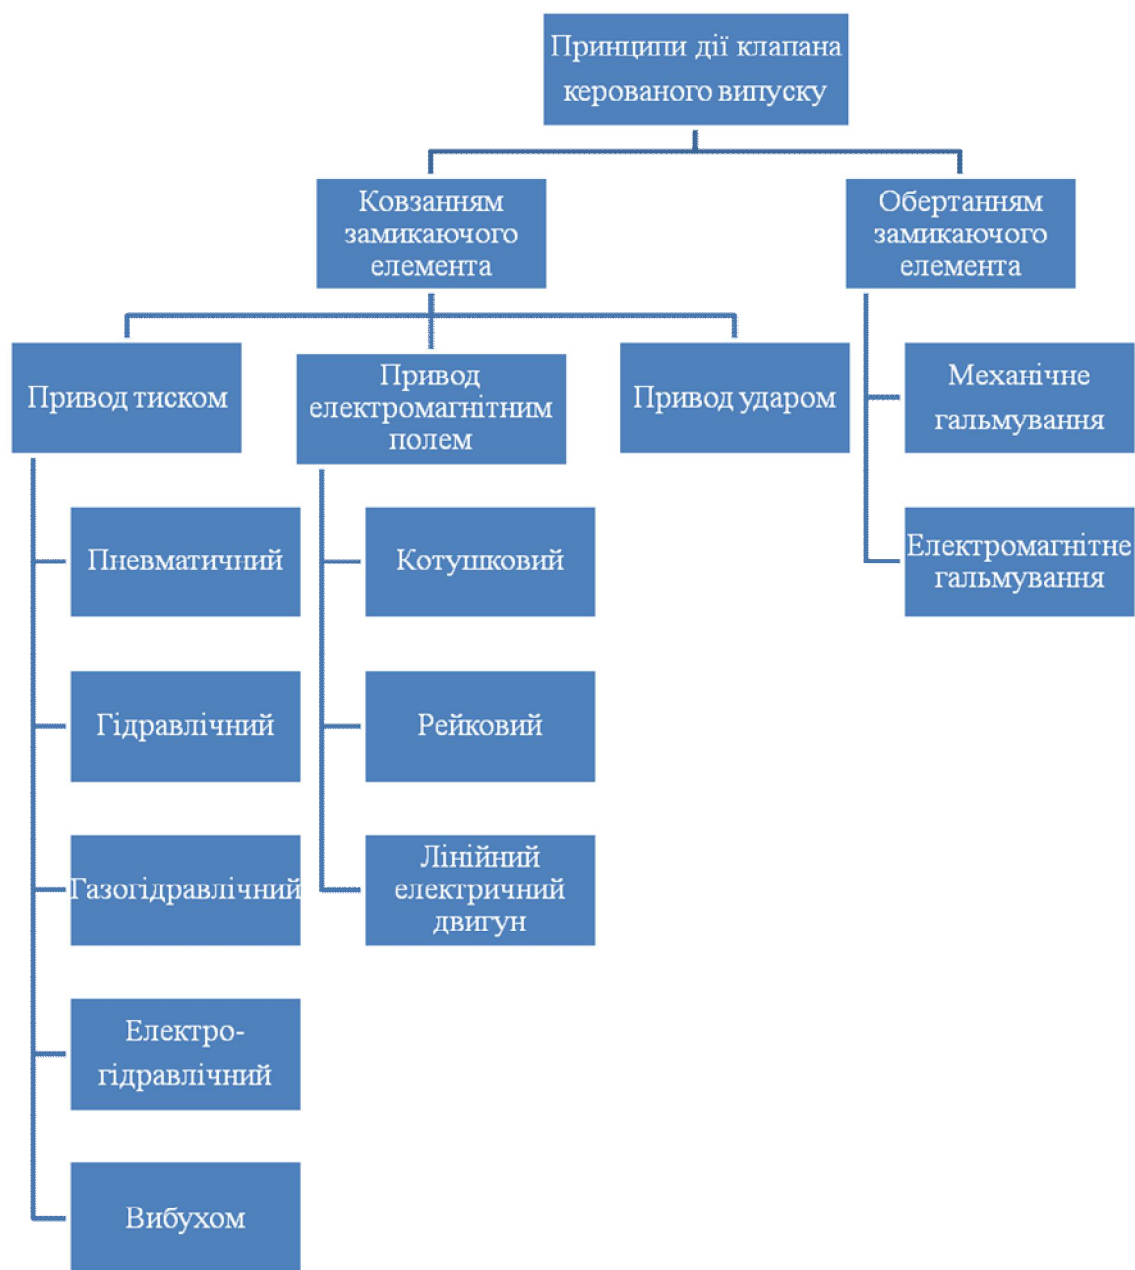 Принципи дії клапана
керованого випуску
Ковзанням
замикаючого
елемента
Обертанням
замикаючого
елемента
Привод тиском
Привод
електромагнітним
полем
Привод ударом
Механічне
гальмування
Пневматичний
Котушковий
Електромагнітне
гальмування
Гідравлічний
Рейковий
Газогідравлічний
Лінійний
електричний
двигун
Електро-
гідравлічний
Вибухом